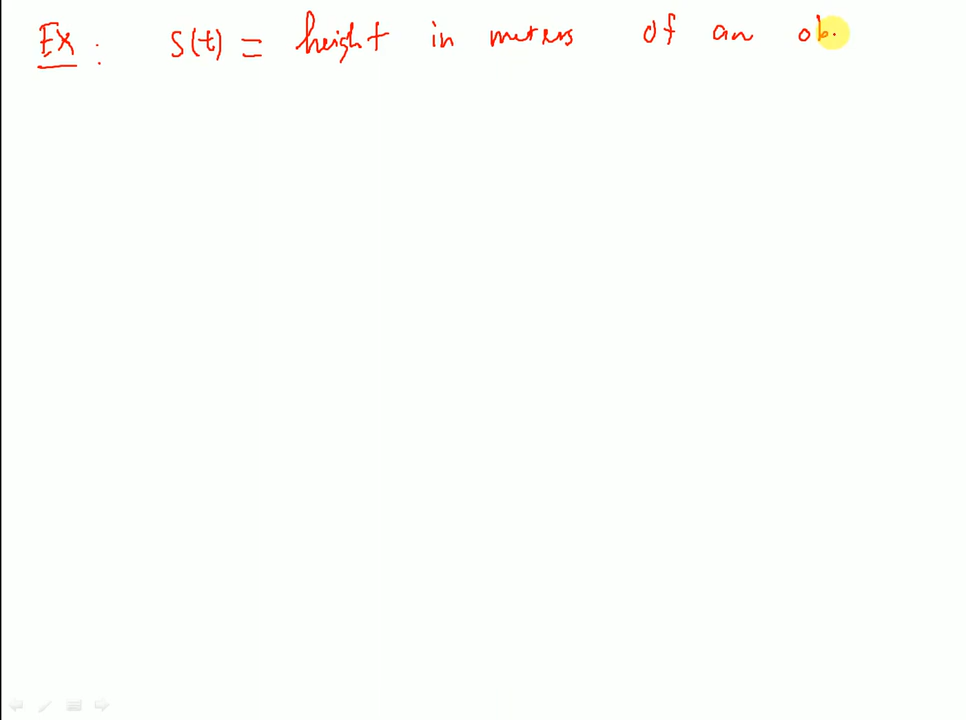 Ex : s(t) = height in meters of an ob